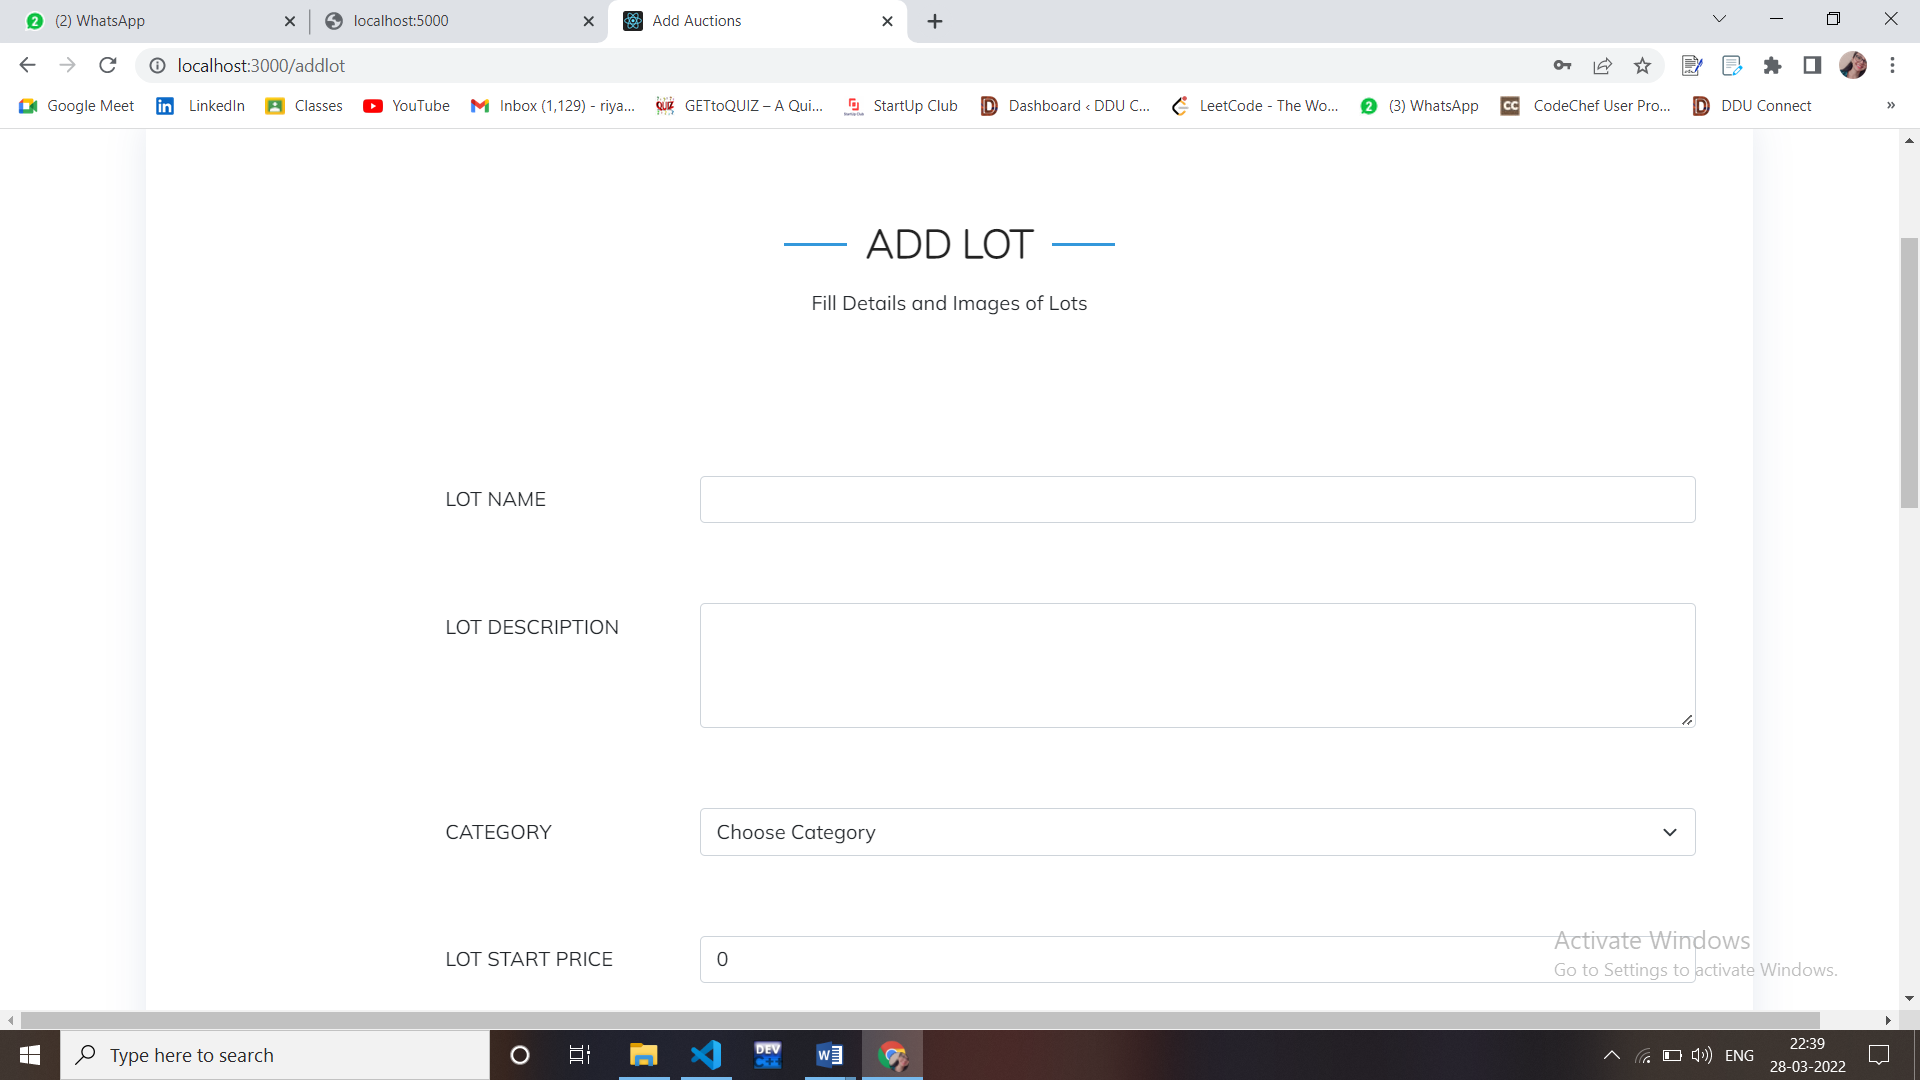 (2) WhatsApp
localhost:5000
Add Auctions
localhost:3000/addlot
Google Meet
LinkedIn
Classes
YouTube
Inbox (1,129) - riya...
GETtoQUIZ – A Qui...
StartUp Club
Dashboard ‹ DDU C...
LeetCode - The Wo...
(3) WhatsApp
CodeChef User Pro...
DDU Connect
»
ADD LOT
Fill Details and Images of Lots
LOT NAME
LOT DESCRIPTION
CATEGORY
Choose Category
LOT START PRICE
0
Activate Windows
Go to Settings to activate Windows.
Type here to search
DEV
C++
ENG
22:39
28-03-2022